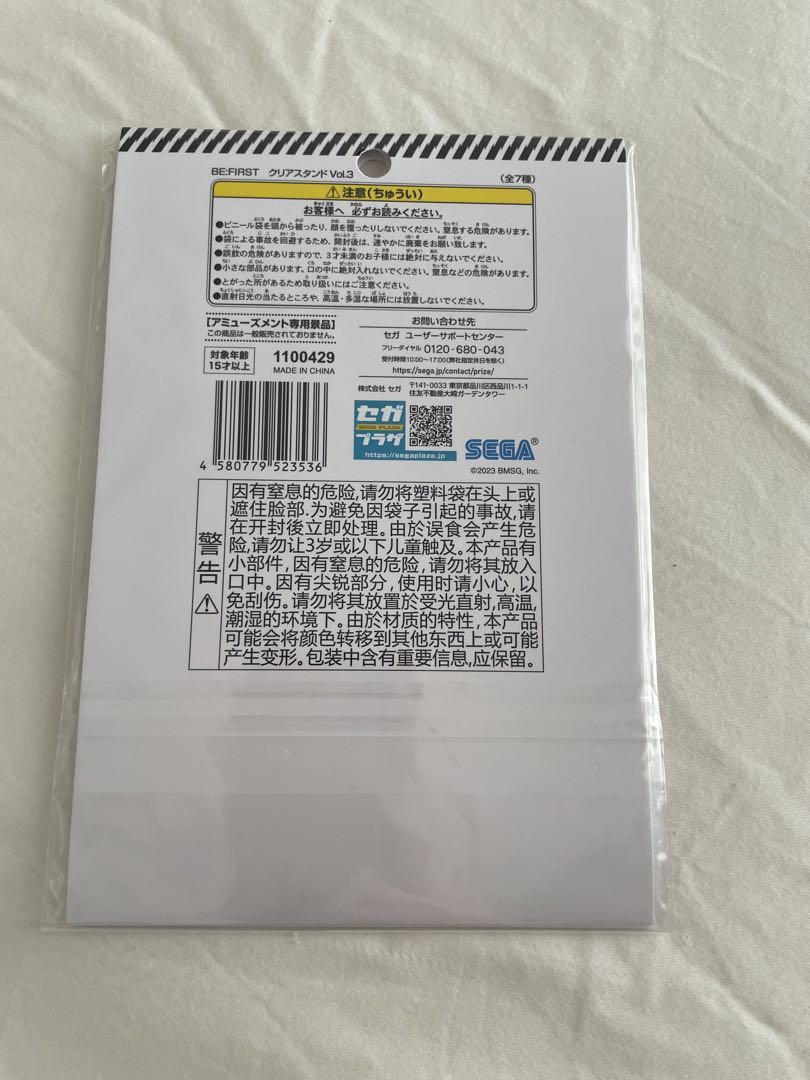 BE:FIRST クリアスタンド Vol.3
(全7種)
⚠注意(ちゅうい)
お客様へ 必ずお読みください。
●ビニール袋を頭から被ったり、顔を覆ったりしないでください。窒息する危険があります。
●袋による事故を回避するため、開封後は、速やかに廃棄をお願い致します。
●誤飲の危険がありますので、3才未満のお子様には絶対に与えないでください。
●小さな部品があります。口の中に絶対入れないでください。窒息などの危険があります。
●とがった所があるため取り扱いにはご注意ください。
●直射日光の当たるところや、高温・多湿な場所には放置しないでください。
【アミューズメント専用景品】
この商品は一般販売されておりません。
対象年齢
15才以上
1100429
MADE IN CHINA
4 580779 523536
お問い合わせ先
セガ ユーザーサポートセンター
フリーダイヤル 0120-680-043
受付時間10:00~17:00(弊社指定休日を除く)
https://sega.jp/contact/prize/
株式会社 セガ 〒141-0033 東京都品川区西品川1-1-1
住友不動産大崎ガーデンタワー
セガ
SEGA PLAZA
プラザ
https://segaplaza.jp
SEGA®
©2023 BMSG, Inc.
警告⚠
因有窒息的危险,请勿将塑料袋在头上或
遮住脸部.为避免因袋子引起的事故,请
在开封後立即处理。由於误食会产生危
险,请勿让3岁或以下儿童触及。本产品有
小部件,因有窒息的危险,请勿将其放入
口中。因有尖锐部分,使用时请小心,以
免刮伤。请勿将其放置於受光直射,高温,
潮湿的环境下。由於材质的特性,本产品
可能会将颜色转移到其他东西上或可能
产生变形。包装中含有重要信息,应保留。